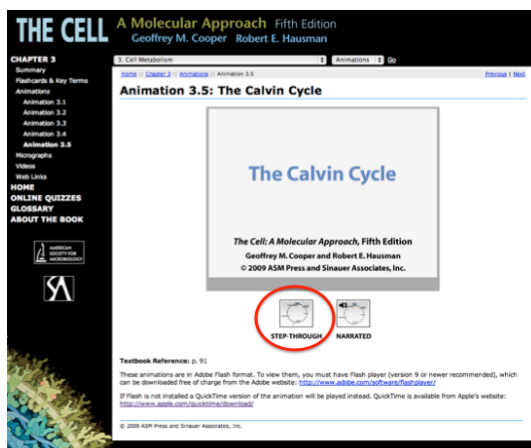 THE CELL
A Molecular Approach Fifth Edition
Geoffrey M. Cooper Robert E. Hausman
CHAPTER 3
Summary
Flashcards & Key Terms
Animations
Animation 3.1
Animation 3.2
Animation 3.3
Animation 3.4
Animation 3.5
Micrographs
Videos
Web Links
HOME
ONLINE QUIZZES
GLOSSARY
ABOUT THE BOOK
AMERICAN
SOCIETY FOR
MICROBIOLOGY
3. Cell Metabolism Animations Go
Home :: Chapter 3 :: Animations :: Animation 3.5 Previous | Next
Animation 3.5: The Calvin Cycle
The Calvin Cycle
The Cell: A Molecular Approach, Fifth Edition
Geoffrey M. Cooper and Robert E. Hausman
© 2009 ASM Press and Sinauer Associates, Inc.
STEP-THROUGH NARRATED
Textbook Reference: p. 91
These animations are in Adobe Flash format. To view them, you must have Flash player (version 9 or newer recommended), which
can be downloaded free of charge from the Adobe website: http://www.adobe.com/software/flashplayer/
If Flash is not installed a QuickTime version of the animation will be played instead. QuickTime is available from Apple's website:
http://www.apple.com/quicktime/download/
© 2009 ASM Press and Sinauer Associates, Inc.